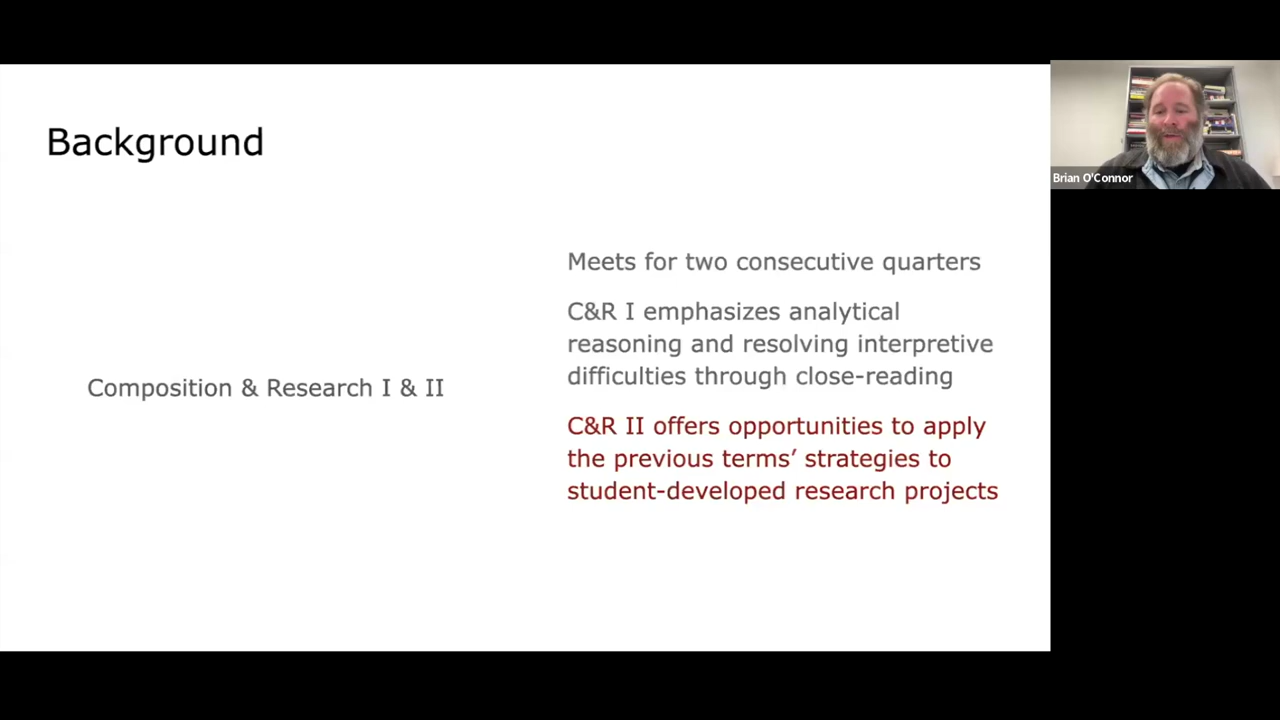 Background
Composition & Research I & II
Meets for two consecutive quarters
C&R I emphasizes analytical
reasoning and resolving interpretive
difficulties through close-reading
C&R II offers opportunities to apply
the previous terms’ strategies to
student-developed research projects
Brian O'Connor